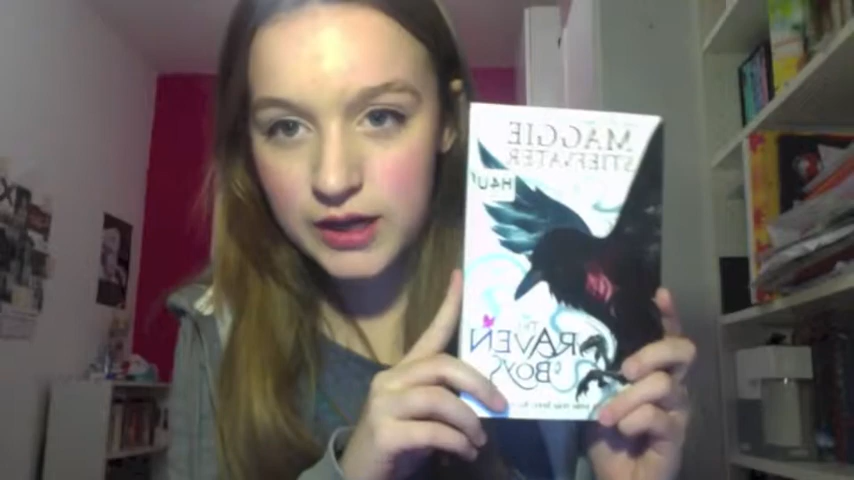 MAGGIE
STIEFVATER
THE
RAVEN
BOYS